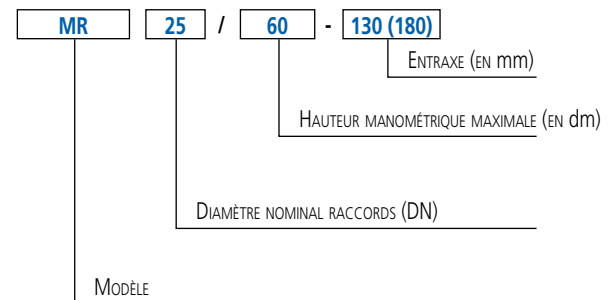 MR 25 / 60 - 130 (180)
Entraxe (en mm)
Hauteur manométrique maximale (en dm)
Diamètre nominal raccords (DN)
Modèle